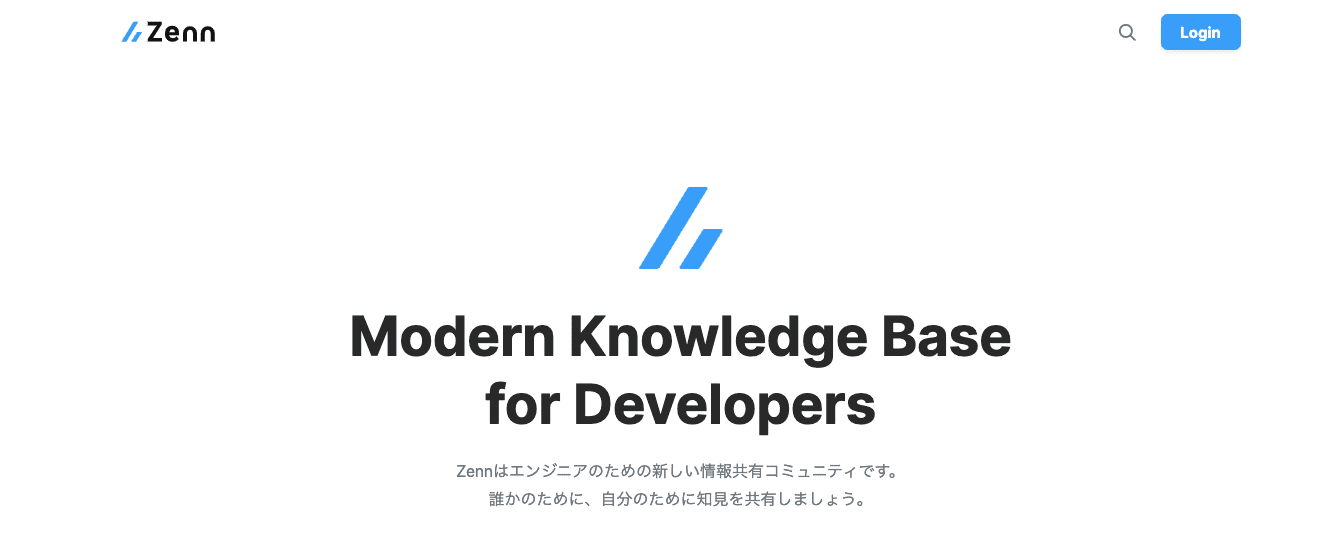 Zenn
Login
Modern Knowledge Base
for Developers
Zennはエンジニアのための新しい情報共有コミュニティです。
誰かのために、自分のために知見を共有しましょう。